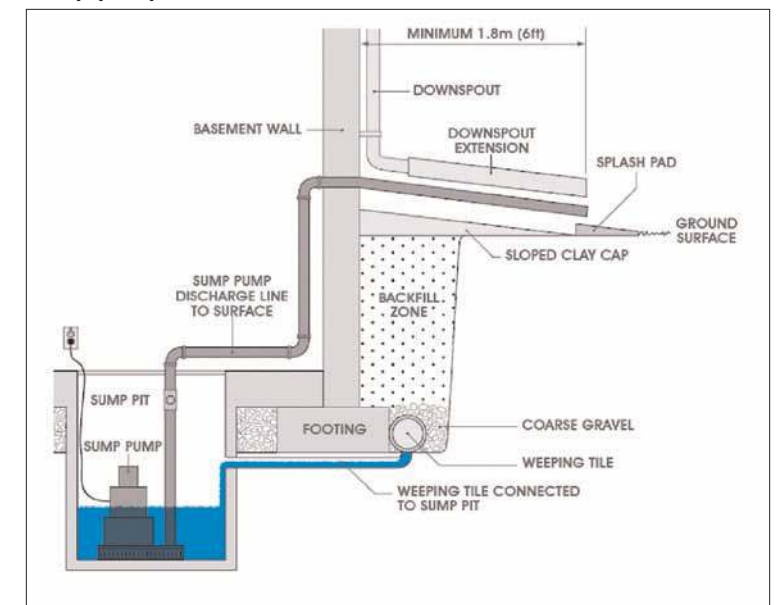 MINIMUM 1.8m (6ft)
DOWNSPOUT
BASEMENT WALL
DOWNSPOUT
EXTENSION
SPLASH PAD
GROUND
SURFACE
SLOPED CLAY CAP
SUMP PUMP
DISCHARGE LINE
TO SURFACE
BACKFILL
ZONE
SUMP PIT
FOOTING
COARSE GRAVEL
SUMP PUMP
WEEPING TILE
WEEPING TILE CONNECTED
TO SUMP PIT